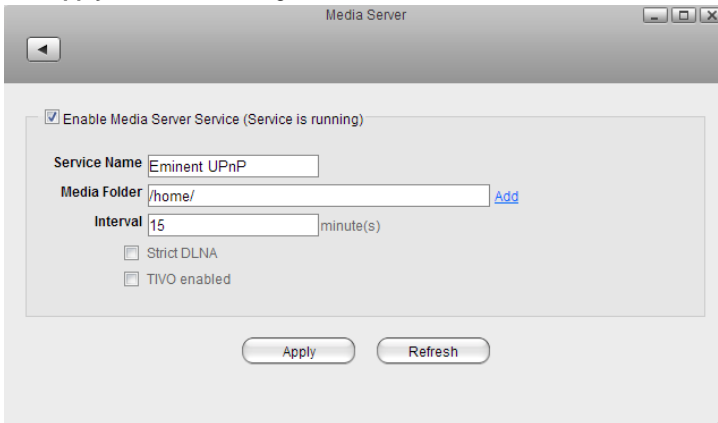 Media Server
Enable Media Server Service (Service is running)
Service Name Eminent UPnP
Media Folder /home/ Add
Interval 15 minute(s)
Strict DLNA
TIVO enabled
Apply Refresh